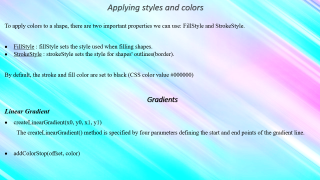 Applying styles and colors
To apply colors to a shape, there are two important properties we can use: FillStyle and StrokeStyle.
• FillStyle : fillStyle sets the style used when filling shapes.
• StrokeStyle : strokeStyle sets the style for shapes' outlines(border).
By default, the stroke and fill color are set to black (CSS color value #000000)
Gradients
Linear Gradient
• createLinearGradient(x0, y0, x1, y1)
The createLinearGradient() method is specified by four parameters defining the start and end points of the gradient line.
• addColorStop(offset, color)